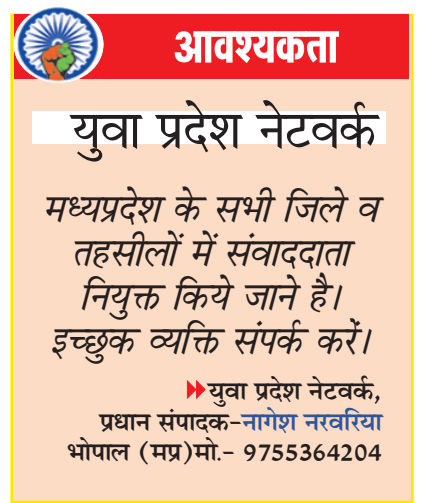 आवश्यकता
युवा प्रदेश नेटवर्क
मध्यप्रदेश के सभी जिले व
तहसीलों में संवाददाता
नियुक्त किये जाने है।
इच्छुक व्यक्ति संपर्क करें।
युवा प्रदेश नेटवर्क,
प्रधान संपादक-नागेश नरवरिया
भोपाल (मप्र)मो.- 9755364204